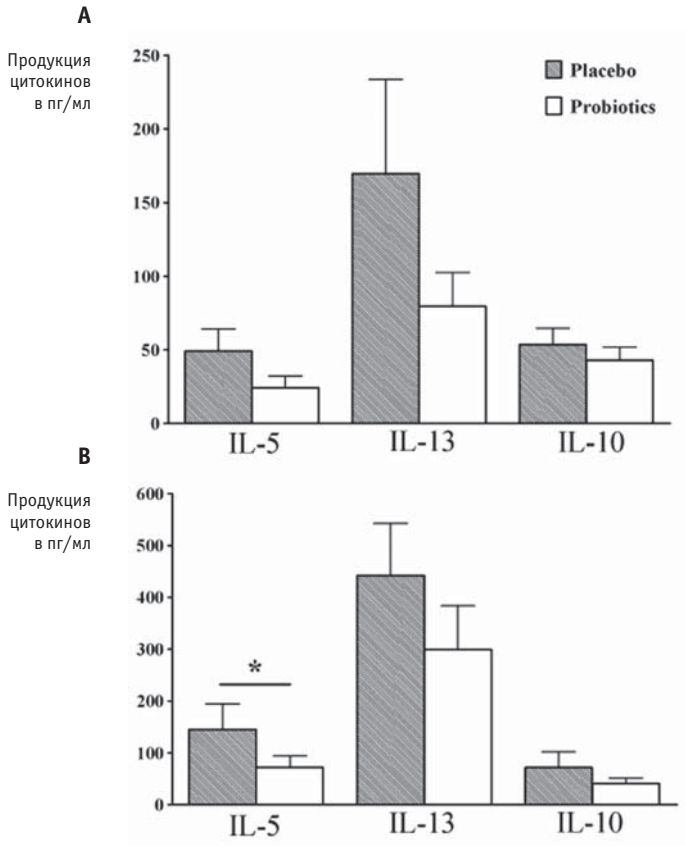 A
Продукция
цитокинов
в пг/мл
250
200
150
100
50
0
Placebo
Probiotics
IL-5
IL-13
IL-10
B
Продукция
цитокинов
в пг/мл
600
500
400
300
200
100
0
*
IL-5
IL-13
IL-10